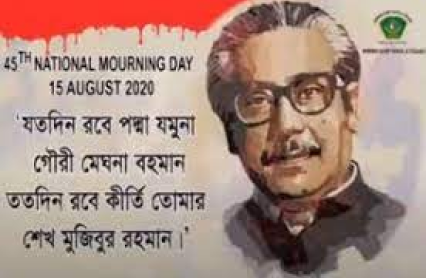 45TH NATIONAL MOURNING DAY
15 AUGUST 2020
‘যতদিন রবে পদ্মা যমুনা
গৌরী মেঘনা বহমান
ততদিন রবে কীর্তি তোমার
শেখ মুজিবুর রহমান।’